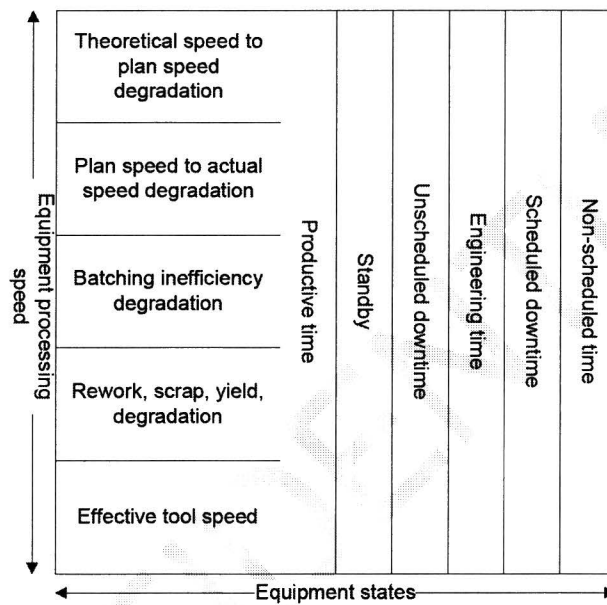 Theoretical speed to
plan speed
degradation
Plan speed to actual
speed degradation
Batching inefficiency
degradation
Rework, scrap, yield,
degradation
Effective tool speed
Equipment processing
speed
Productive time
Standby
Unscheduled downtime
Engineering time
Scheduled downtime
Non-scheduled time
Equipment states